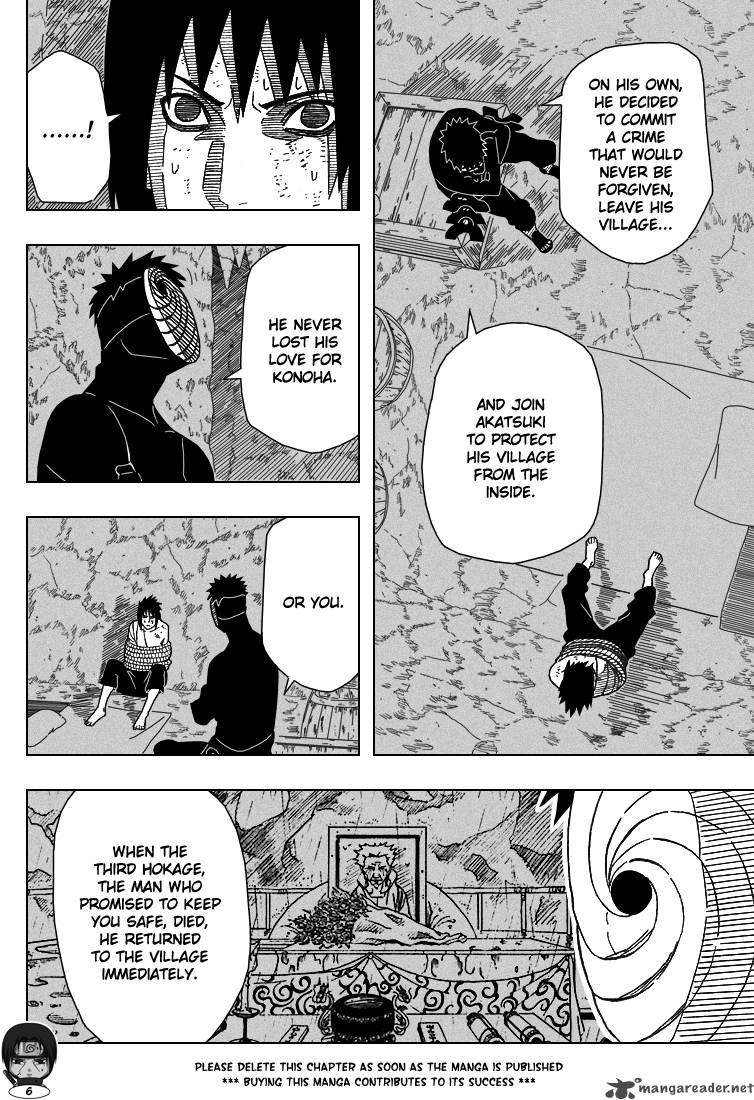 ON HIS OWN,
HE DECIDED
TO COMMIT
A CRIME
THAT WOULD
NEVER BE
FORGIVEN,
LEAVE HIS
VILLAGE...
AND JOIN
AKATSUKI
TO PROTECT
HIS VILLAGE
FROM THE
INSIDE.
......!
HE NEVER
LOST HIS
LOVE FOR
KONOHA.
OR YOU.
WHEN THE
THIRD HOKAGE,
THE MAN WHO
PROMISED TO KEEP
YOU SAFE, DIED,
HE RETURNED
TO THE VILLAGE
IMMEDIATELY.
6
PLEASE DELETE THIS CHAPTER AS SOON AS THE MANGA IS PUBLISHED
*** BUYING THIS MANGA CONTRIBUTES TO ITS SUCCESS ***
mangareader.net